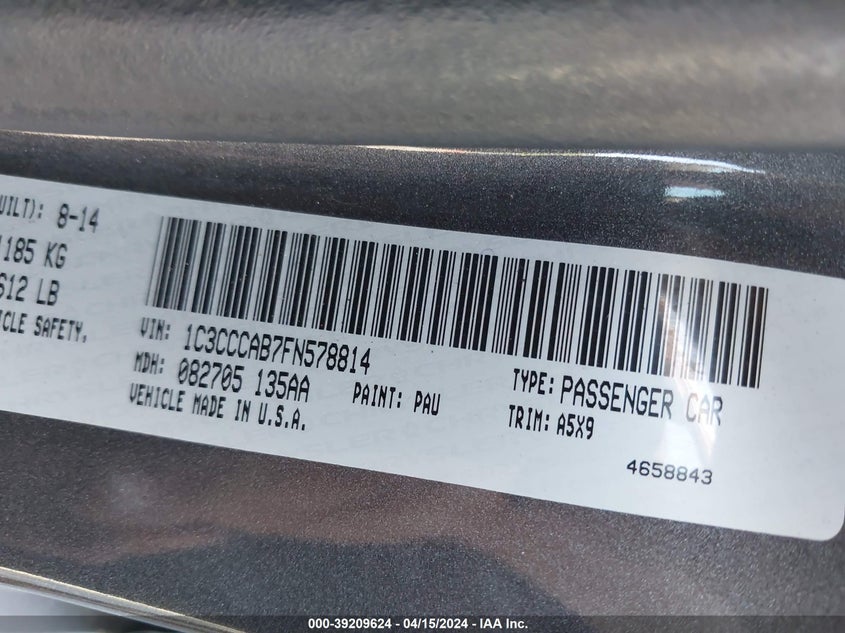 UILT): 8-14
1185 KG
612 LB
ICLE SAFETY,
VIN: 1C3CCCAB7FN578814
MDH: 082705 135AA
PAINT: PAU
VEHICLE MADE IN U.S.A.
TYPE: PASSENGER CAR
TRIM: A5X9
4658843
000-39209624 - 04/15/2024 - IAA Inc.